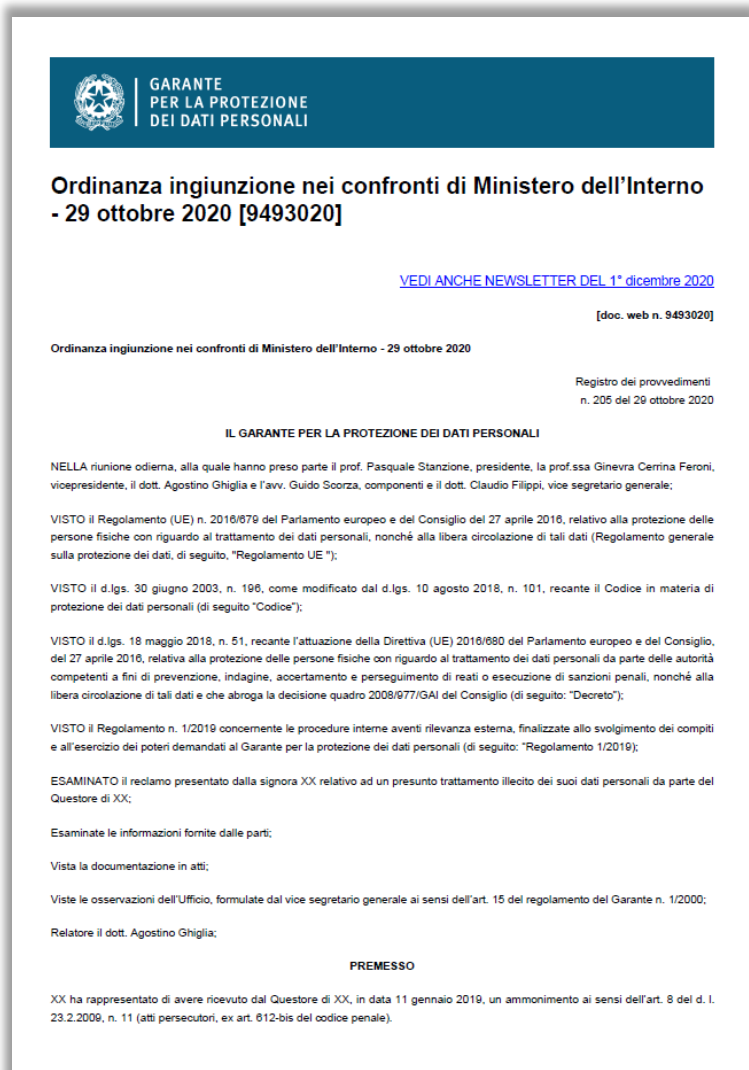 GARANTE
PER LA PROTEZIONE
DEI DATI PERSONALI
Ordinanza ingiunzione nei confronti di Ministero dell'Interno
- 29 ottobre 2020 [9493020]
VEDI ANCHE NEWSLETTER DEL 1° dicembre 2020
[doc. web n. 9493020]
Ordinanza ingiunzione nei confronti di Ministero dell'Interno - 29 ottobre 2020
Registro dei provvedimenti
n. 205 del 29 ottobre 2020
IL GARANTE PER LA PROTEZIONE DEI DATI PERSONALI
NELLA riunione odierna, alla quale hanno preso parte il prof. Pasquale Stanzione, presidente, la prof.ssa Ginevra Cerrina Feroni,
vicepresidente, il dott. Agostino Ghiglia e l'avv. Guido Scorza, componenti e il dott. Claudio Filippi, vice segretario generale;
VISTO il Regolamento (UE) n. 2016/679 del Parlamento europeo e del Consiglio del 27 aprile 2016, relativo alla protezione delle
persone fisiche con riguardo al trattamento dei dati personali, nonché alla libera circolazione di tali dati (Regolamento generale
sulla protezione dei dati, di seguito, "Regolamento UE ");
VISTO il d.lgs. 30 giugno 2003, n. 196, come modificato dal d.lgs. 10 agosto 2018, n. 101, recante il Codice in materia di
protezione dei dati personali (di seguito "Codice");
VISTO il d.lgs. 18 maggio 2018, n. 51, recante l'attuazione della Direttiva (UE) 2016/680 del Parlamento europeo e del Consiglio,
del 27 aprile 2016, relativa alla protezione delle persone fisiche con riguardo al trattamento dei dati personali da parte delle autorità
competenti a fini di prevenzione, indagine, accertamento e perseguimento di reati o esecuzione di sanzioni penali, nonché alla
libera circolazione di tali dati e che abroga la decisione quadro 2008/977/GAI del Consiglio (di seguito: "Decreto");
VISTO il Regolamento n. 1/2019 concernente le procedure interne aventi rilevanza esterna, finalizzate allo svolgimento dei compiti
e all'esercizio dei poteri demandati al Garante per la protezione dei dati personali (di seguito: "Regolamento 1/2019);
ESAMINATO il reclamo presentato dalla signora XX relativo ad un presunto trattamento illecito dei suoi dati personali da parte del
Questore di XX;
Esaminate le informazioni fornite dalle parti;
Vista la documentazione in atti;
Viste le osservazioni dell'Ufficio, formulate dal vice segretario generale ai sensi dell'art. 15 del regolamento del Garante n. 1/2000;
Relatore il dott. Agostino Ghiglia;
PREMESSO
XX ha rappresentato di avere ricevuto dal Questore di XX, in data 11 gennaio 2019, un ammonimento ai sensi dell'art. 8 del d. l.
23.2.2009, n. 11 (atti persecutori, ex art. 612-bis del codice penale).